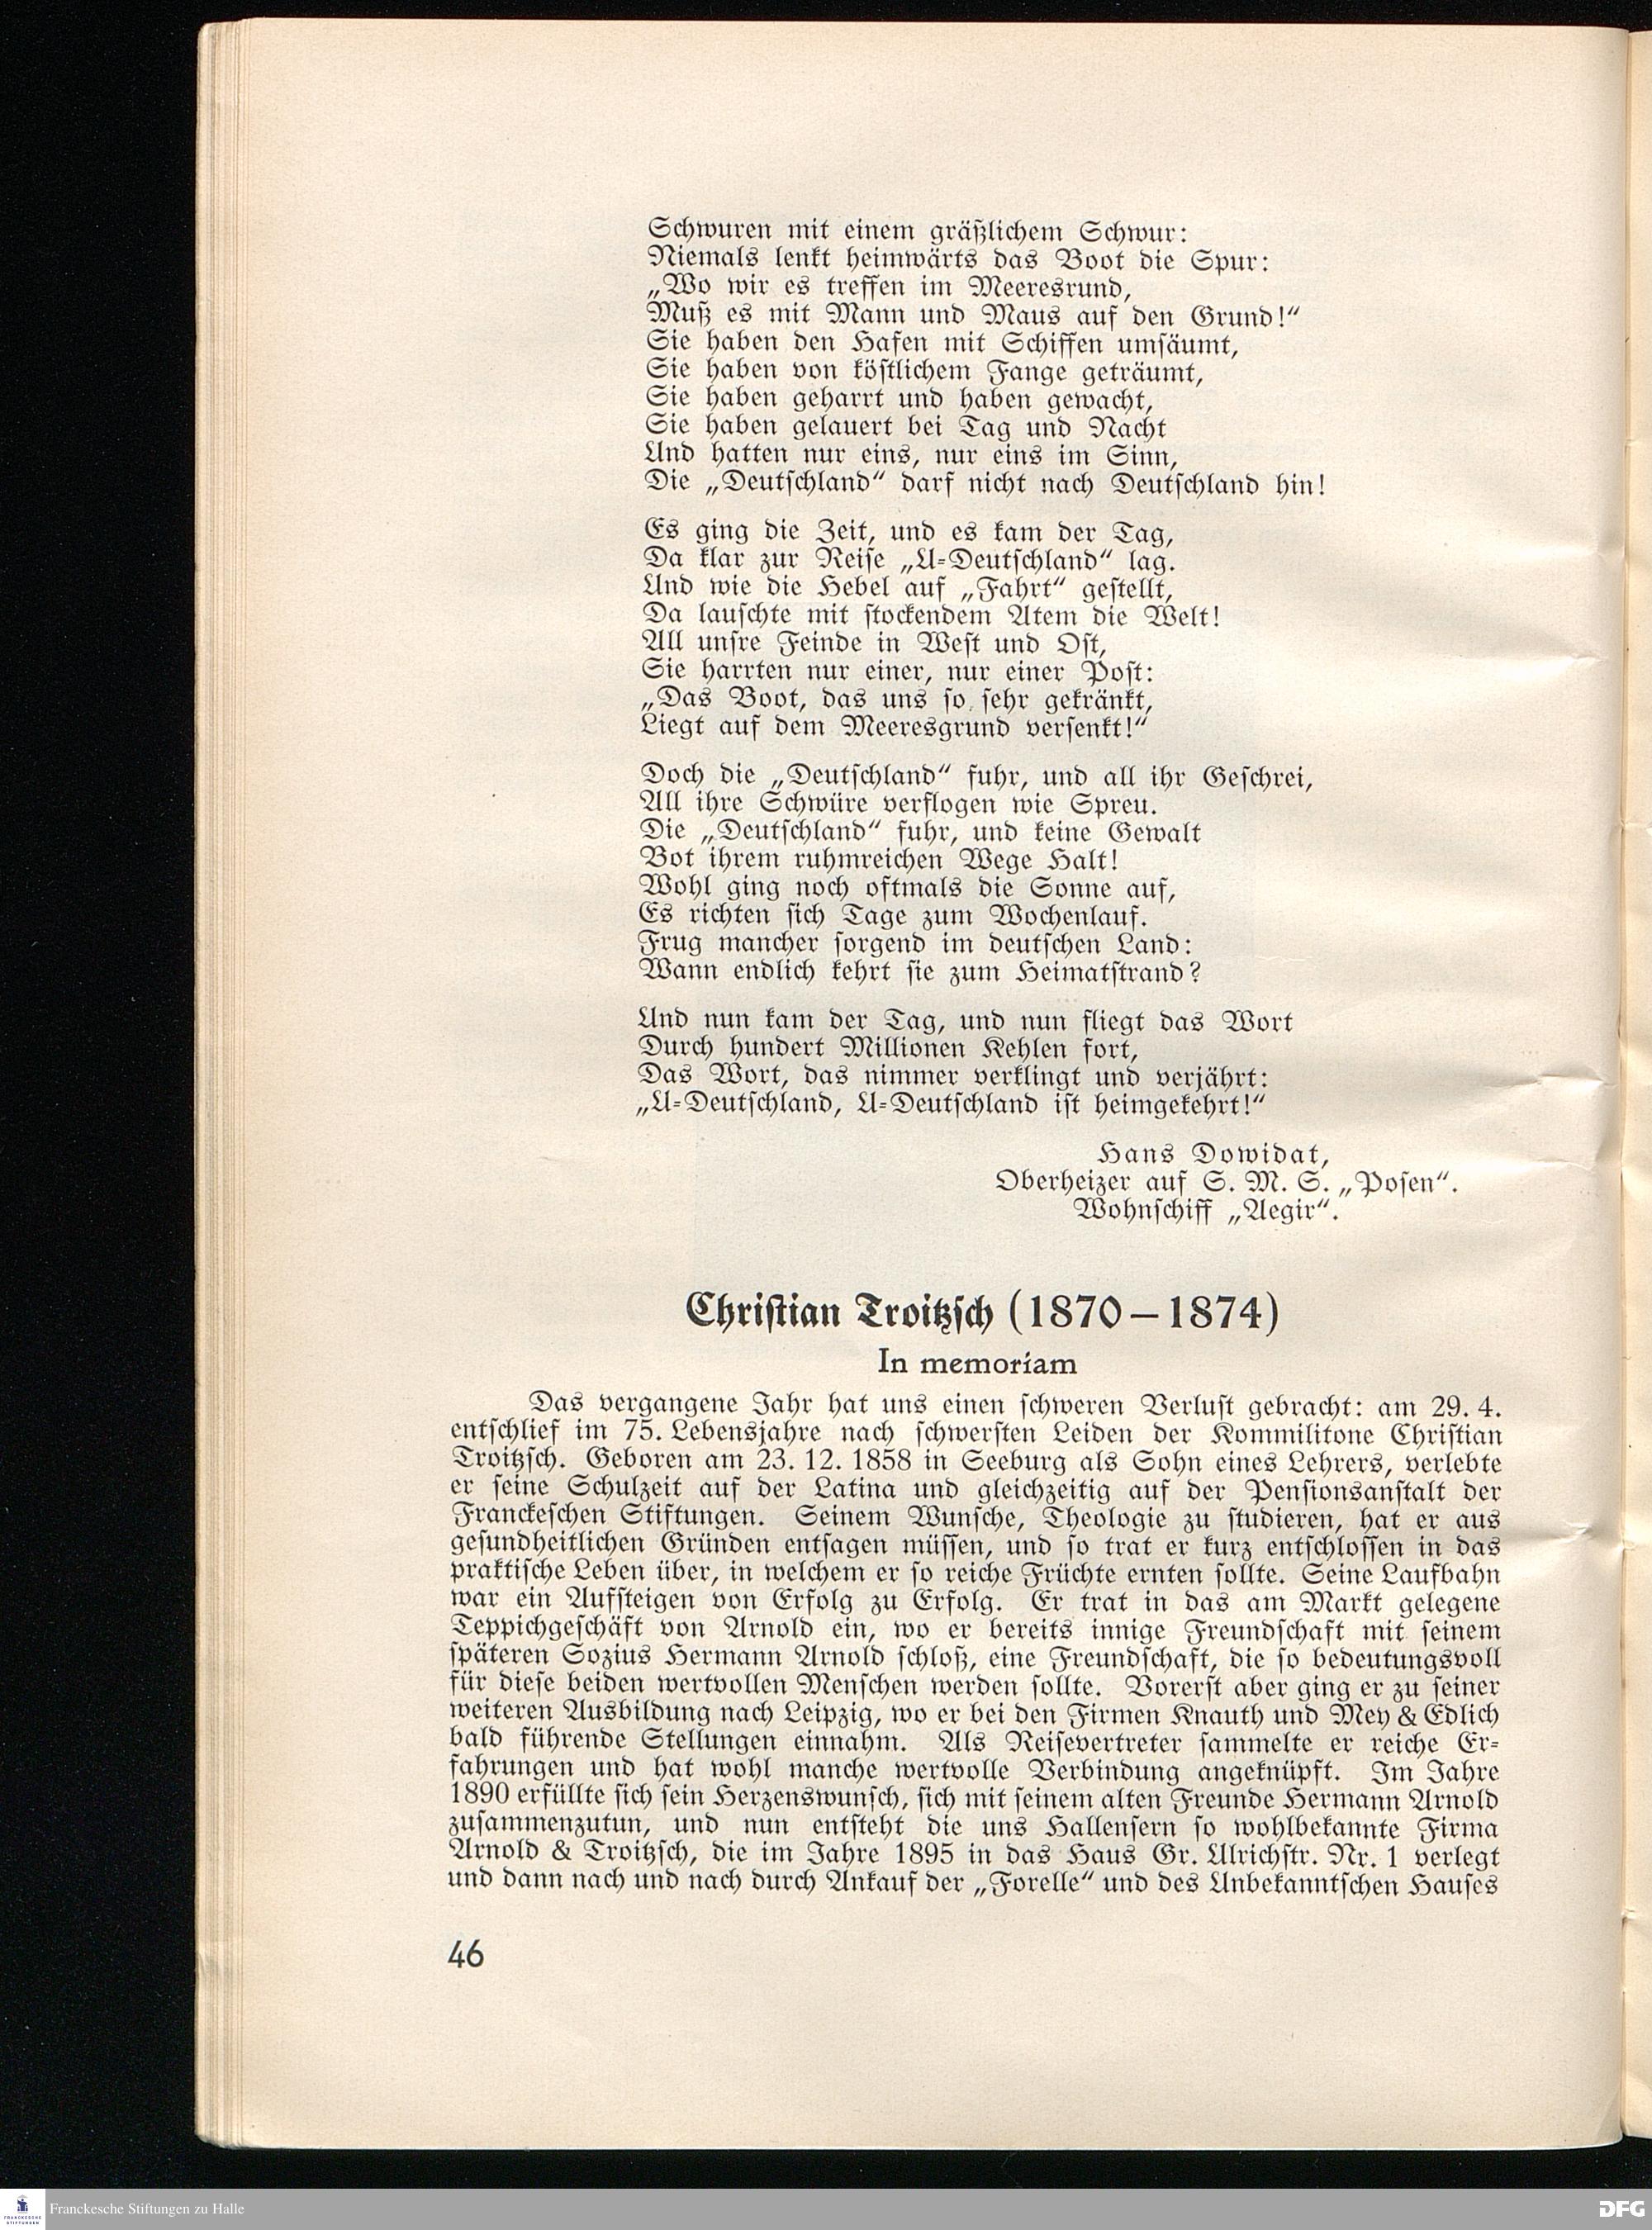 Schwuren mit einem gräßlichem Schwur:
Niemals lenkt heimwärts das Boot die Spur:
„Wo wir es treffen im Meeresrund,
Muß es mit Mann und Maus auf den Grund!“
Sie haben den Hafen mit Schiffen umsäumt,
Sie haben von köstlichem Fange geträumt,
Sie haben geharrt und haben gewacht,
Sie haben gelauert bei Tag und Nacht
Und hatten nur eins, nur eins im Sinn,
Die „Deutschland“ darf nicht nach Deutschland hin!
Es ging die Zeit, und es kam der Tag,
Da klar zur Reise „U-Deutschland“ lag.
Und wie die Hebel auf „Fahrt“ gestellt,
Da lauschte mit stockendem Atem die Welt!
All unsre Feinde in West und Ost,
Sie harrten nur einer, nur einer Post:
„Das Boot, das uns so sehr gekränkt,
Liegt auf dem Meeresgrund versenkt!“
Doch die „Deutschland“ fuhr, und all ihr Geschrei,
All ihre Schwüre verflogen wie Spreu.
Die „Deutschland“ fuhr, und keine Gewalt
Bot ihrem ruhmreichen Wege Halt!
Wohl ging noch oftmals die Sonne auf,
Es richten sich Tage zum Wochenlauf.
Frug mancher sorgend im deutschen Land:
Wann endlich kehrt sie zum Heimatstrand?
Und nun kam der Tag, und nun fliegt das Wort
Durch hundert Millionen Kehlen fort,
Das Wort, das nimmer verklingt und verjährt:
„U-Deutschland, U-Deutschland ist heimgekehrt!“
Hans Dowidat,
Oberheizer auf S. M. S. „Posen“.
Wohnschiff „Aegir“.
Christian Troitzsch (1870–1874)
In memoriam
Das vergangene Jahr hat uns einen schweren Verlust gebracht: am 29. 4.
entschlief im 75. Lebensjahre nach schwersten Leiden der Kommilitone Christian
Troitzsch. Geboren am 23. 12. 1858 in Seeburg als Sohn eines Lehrers, verlebte
er seine Schulzeit auf der Latina und gleichzeitig auf der Pensionsanstalt der
Franckeschen Stiftungen. Seinem Wunsche, Theologie zu studieren, hat er aus
gesundheitlichen Gründen entsagen müssen, und so trat er kurz entschlossen in das
praktische Leben über, in welchem er so reiche Früchte ernten sollte. Seine Laufbahn
war ein Aufsteigen von Erfolg zu Erfolg. Er trat in das am Markt gelegene
Teppichgeschäft von Arnold ein, wo er bereits innige Freundschaft mit seinem
späteren Sozius Hermann Arnold schloß, eine Freundschaft, die so bedeutungsvoll
für diese beiden wertvollen Menschen werden sollte. Vorerst aber ging er zu seiner
weiteren Ausbildung nach Leipzig, wo er bei den Firmen Knauth und Mey & Edlich
bald führende Stellungen einnahm. Als Reisevertreter sammelte er reiche Er-
fahrungen und hat wohl manche wertvolle Verbindung angeknüpft. Im Jahre
1890 erfüllte sich sein Herzenswunsch, sich mit seinem alten Freunde Hermann Arnold
zusammenzutun, und nun entsteht die uns Hallensern so wohlbekannte Firma
Arnold & Troitzsch, die im Jahre 1895 in das Haus Gr. Ulrichstr. Nr. 1 verlegt
und dann nach und nach durch Ankauf der „Forelle“ und des Unbekanntschen Hauses
46
FRANCKESCHE
STIFTUNGEN
Franckesche Stiftungen zu Halle
DFG